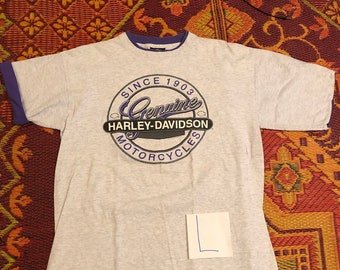 SINCE 1903
Genuine
HARLEY-DAVIDSON
MOTORCYCLES
L